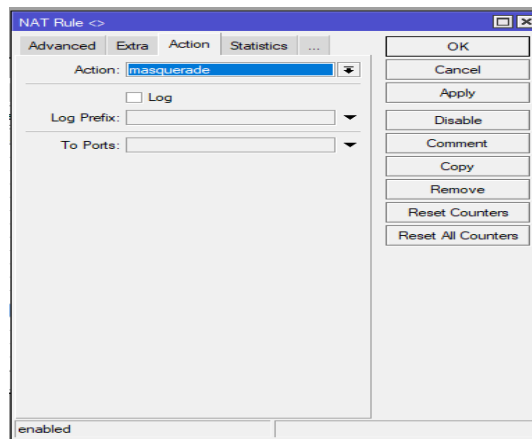 NAT Rule <>
Advanced Extra Action Statistics ...
Action: masquerade
Log
Log Prefix:
To Ports:
OK
Cancel
Apply
Disable
Comment
Copy
Remove
Reset Counters
Reset All Counters
enabled